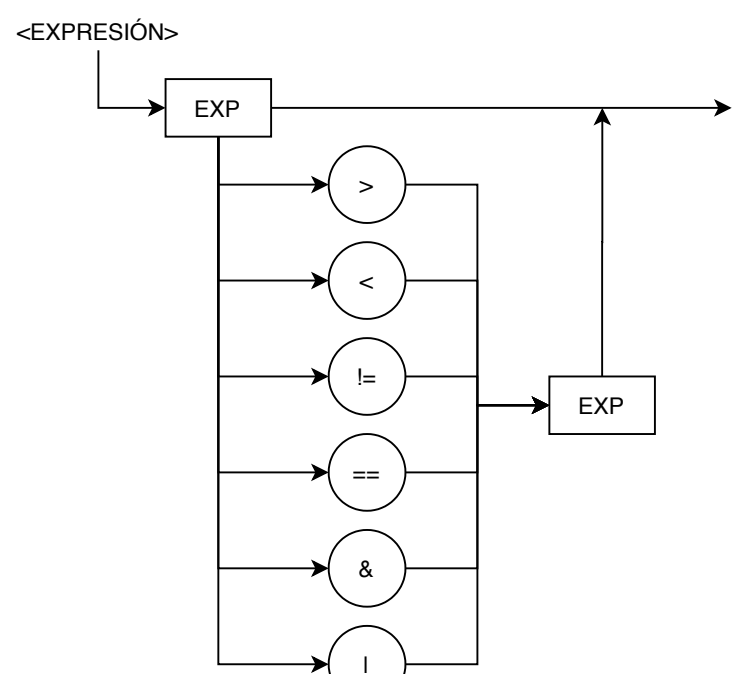 <EXPRESIÓN>
EXP
>
<
!=
EXP
==
&
|